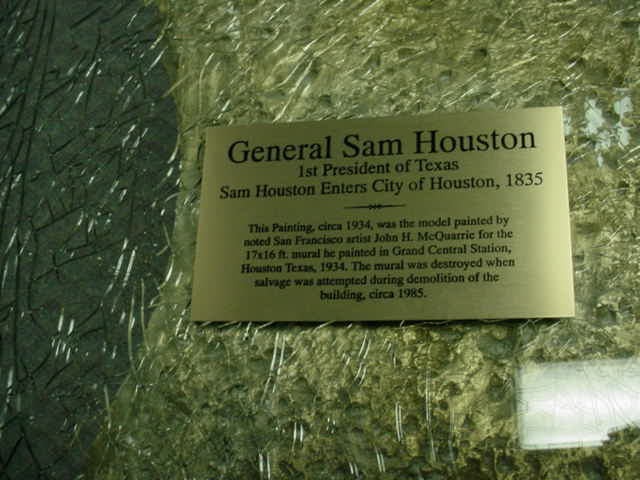 General Sam Houston
1st President of Texas
Sam Houston Enters City of Houston, 1835
This Painting, circa 1934, was the model painted by
noted San Francisco artist John H. McQuarrie for the
17x16 ft. mural he painted in Grand Central Station,
Houston Texas, 1934. The mural was destroyed when
salvage was attempted during demolition of the
building, circa 1985.